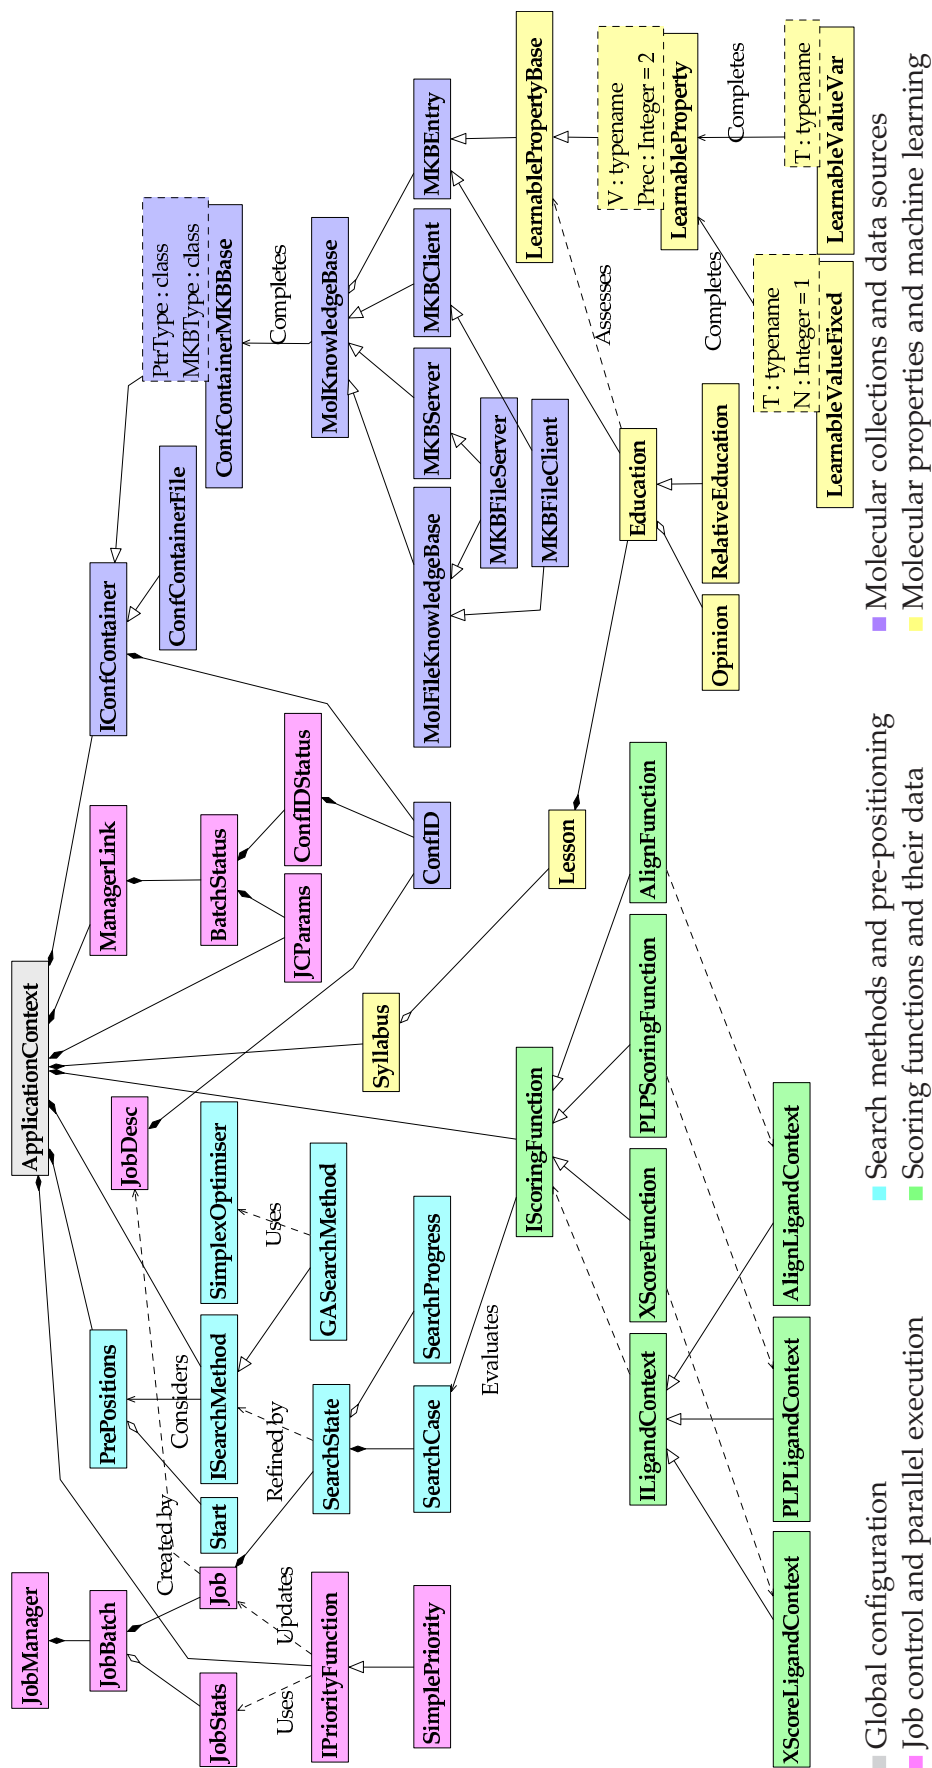 JobManager
ApplicationContext
JobBatch
PrePositions
JobDesc
ManagerLink
IConfContainer
PtrType : class
MKBType : class
ConfContainerMKBBase
ConfContainerFile
Created by
Considers
JobStats
Job
Start
ISearchMethod
SimplexOptimiser
BatchStatus
Uses
Updates
Refined by
Uses
JCParams
ConfIDStatus
Completes
IPriorityFunction
SearchState
GASearchMethod
MolKnowledgeBase
Syllabus
SimplePriority
SearchCase
SearchProgress
ConfID
MolFileKnowledgeBase
MKBServer
MKBClient
MKBEntry
Evaluates
MKBFileServer
MKBFileClient
IScoringFunction
Lesson
LearnablePropertyBase
Assesses
ILigandContext
XScoreFunction
PLPScoringFunction
AlignFunction
Education
V : typename
Prec : Integer = 2
LearnableProperty
Opinion
RelativeEducation
Completes
Completes
XScoreLigandContext
PLPLigandContext
AlignLigandContext
T : typename
N : Integer = 1
LearnableValueFixed
T : typename
LearnableValueVar
Global configuration
Job control and parallel execution
Search methods and pre-positioning
Scoring functions and their data
Molecular collections and data sources
Molecular properties and machine learning